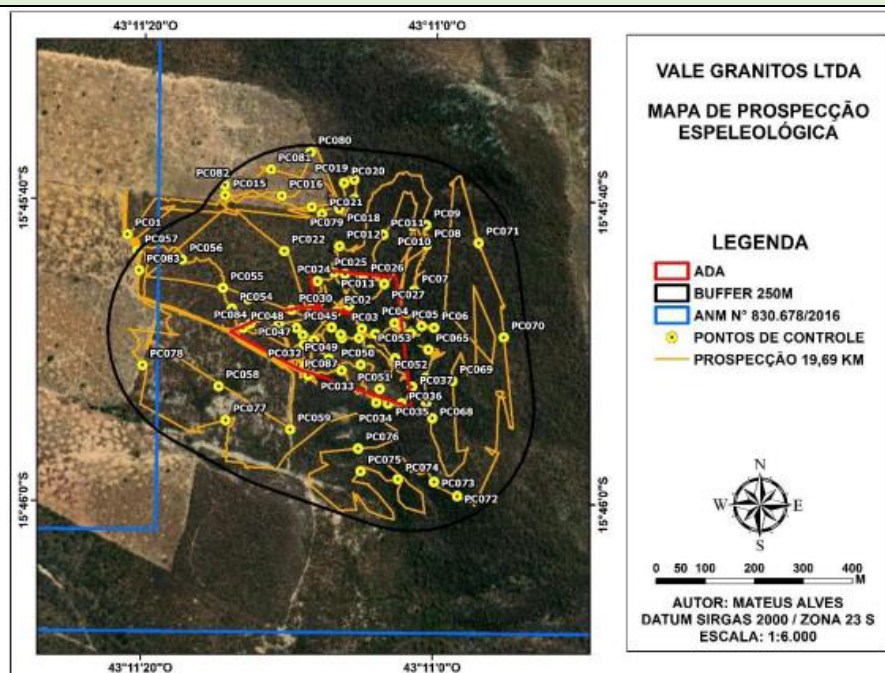 43°11'20"O
43°11'0"O
15°45'40"S
15°45'40"S
15°46'0"S
15°46'0"S
43°11'20"O
43°11'0"O
PC080
PC081
PC019
PC020
PC082
PC015
PC016
PC021
PC01
PC079
PC018
PC011
PC09
PC08
PC071
PC057
PC056
PC012
PC010
PC022
PC083
PC025
PC026
PC055
PC024
PC013
PC07
PC027
PC054
PC030
PC02
PC084
PC048
PC045
PC03
PC04
PC05
PC06
PC070
PC047
PC053
PC049
PC065
PC032
PC050
PC078
PC087
PC052
PC058
PC051
PC037
PC069
PC033
PC036
PC077
PC034
PC035
PC068
PC059
PC076
PC075
PC074
PC073
PC072
VALE GRANITOS LTDA
MAPA DE PROSPECÇÃO
ESPELEOLÓGICA
LEGENDA
ADA
BUFFER 250M
ANM N° 830.678/2016
PONTOS DE CONTROLE
PROSPECÇÃO 19,69 KM
N
W
E
S
0 50 100 200 300 400
M
AUTOR: MATEUS ALVES
DATUM SIRGAS 2000 / ZONA 23 S
ESCALA: 1:6.000